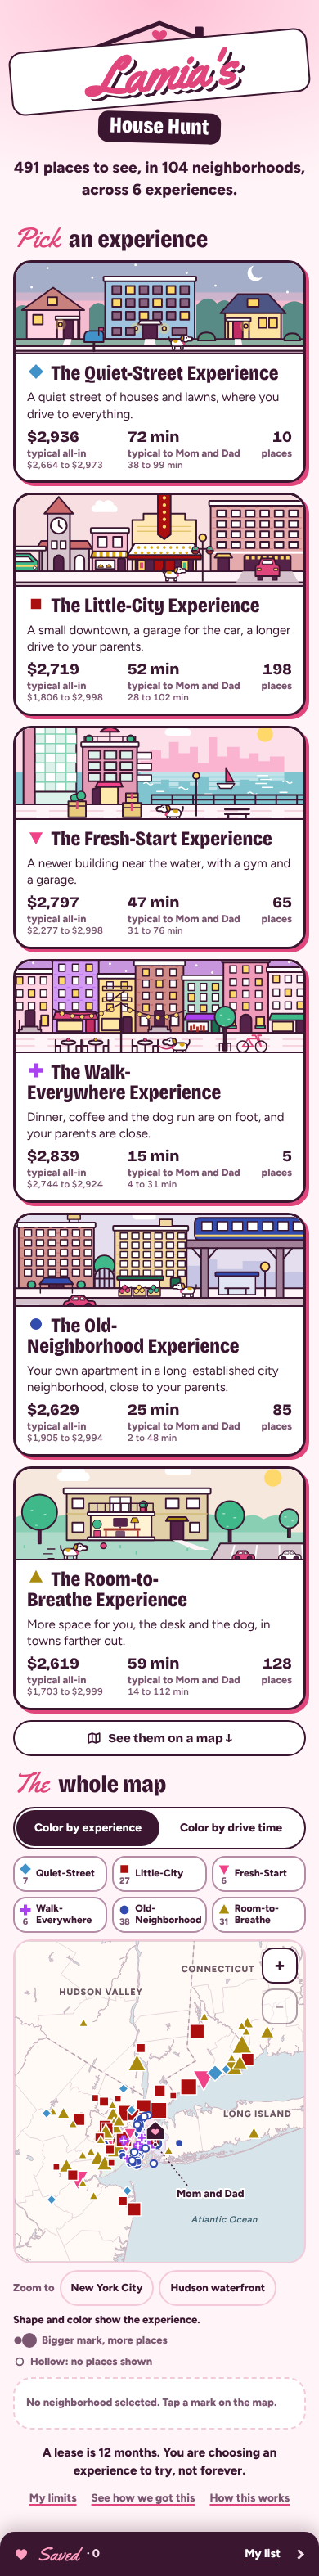 Lamia's
House Hunt
491 places to see, in 104 neighborhoods,
across 6 experiences.
Pick an experience
The Quiet-Street Experience
A quiet street of houses and lawns, where you
drive to everything.
$2,936 72 min 10
typical all-in typical to Mom and Dad places
$2,664 to $2,973 38 to 99 min
The Little-City Experience
A small downtown, a garage for the car, a longer
drive to your parents.
$2,719 52 min 198
typical all-in typical to Mom and Dad places
$1,806 to $2,998 28 to 102 min
The Fresh-Start Experience
A newer building near the water, with a gym and
a garage.
$2,797 47 min 65
typical all-in typical to Mom and Dad places
$2,277 to $2,998 31 to 76 min
The Walk-
Everywhere Experience
Dinner, coffee and the dog run are on foot, and
your parents are close.
$2,839 15 min 5
typical all-in typical to Mom and Dad places
$2,744 to $2,924 4 to 31 min
The Old-
Neighborhood Experience
Your own apartment in a long-established city
neighborhood, close to your parents.
$2,629 25 min 85
typical all-in typical to Mom and Dad places
$1,905 to $2,994 2 to 48 min
The Room-to-
Breathe Experience
More space for you, the desk and the dog, in
towns farther out.
$2,619 59 min 128
typical all-in typical to Mom and Dad places
$1,703 to $2,999 14 to 112 min
See them on a map ↓
The whole map
Color by experience Color by drive time
7 Quiet-Street 27 Little-City 6 Fresh-Start
6 Walk-
Everywhere
38 Old-
Neighborhood
31 Room-to-
Breathe
CONNECTICUT
+
HUDSON VALLEY
−
LONG ISLAND
Mom and Dad
Atlantic Ocean
Zoom to New York City Hudson waterfront
Shape and color show the experience.
Bigger mark, more places
Hollow: no places shown
No neighborhood selected. Tap a mark on the map.
A lease is 12 months. You are choosing an
experience to try, not forever.
My limits See how we got this How this works
Saved · 0 My list